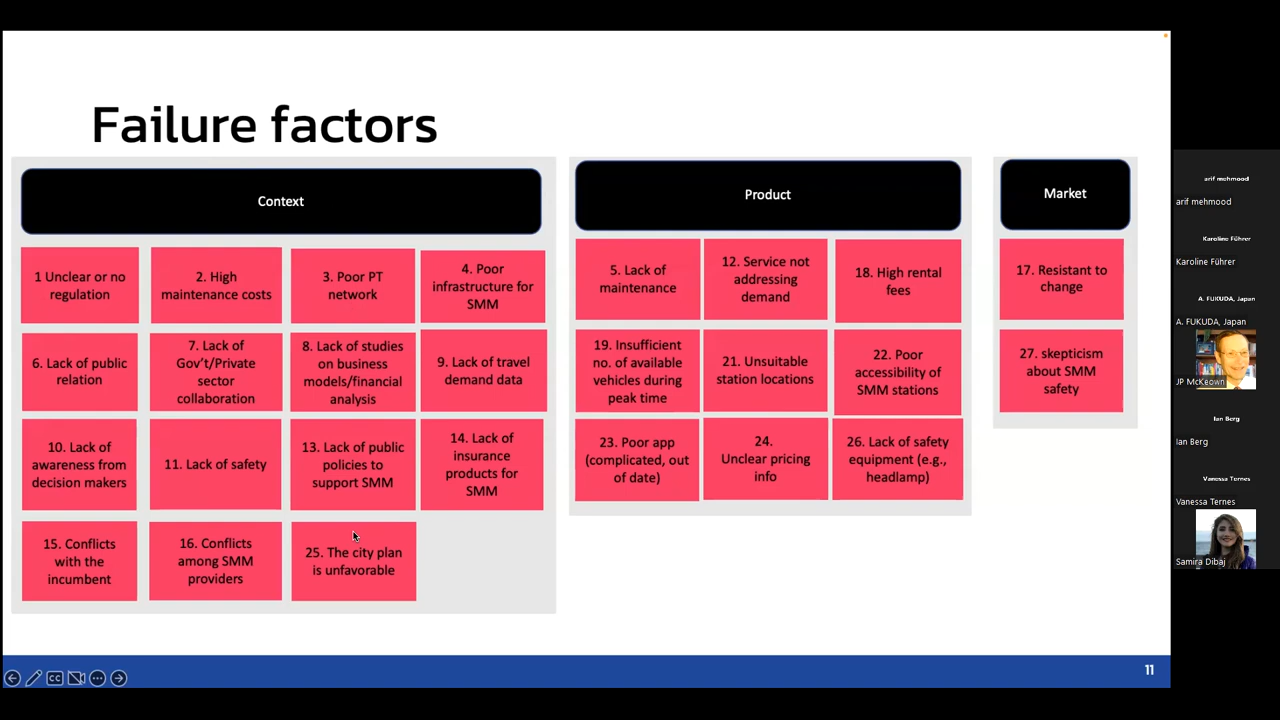 Failure factors
Context
1 Unclear or no
regulation
2. High
maintenance costs
3. Poor PT
network
4. Poor
infrastructure for
SMM
6. Lack of public
relation
7. Lack of
Gov't/Private
sector
collaboration
8. Lack of studies
on business
models/financial
analysis
9. Lack of travel
demand data
10. Lack of
awareness from
decision makers
11. Lack of safety
13. Lack of public
policies to
support SMM
14. Lack of
insurance
products for
SMM
15. Conflicts
with the
incumbent
16. Conflicts
among SMM
providers
25. The city plan
is unfavorable
Product
5. Lack of
maintenance
12. Service not
addressing
demand
18. High rental
fees
19. Insufficient
no. of available
vehicles during
peak time
21. Unsuitable
station locations
22. Poor
accessibility of
SMM stations
23. Poor app
(complicated, out
of date)
24.
Unclear pricing
info
26. Lack of safety
equipment (e.g.,
headlamp)
Market
17. Resistant to
change
27. skepticism
about SMM
safety
CC
11
arif mehmood
arif mehmood
Karoline Führer
Karoline Führer
A. FUKUDA, Japan
A. FUKUDA, Japan
JP McKeown
Ian Berg
Ian Berg
Vanessa Ternes
Vanessa Ternes
Samira Dibaj